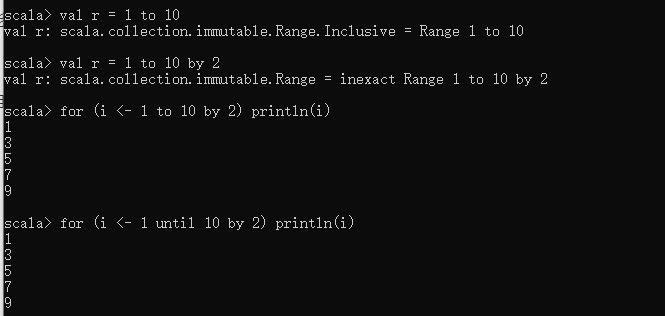 scala> val r = 1 to 10
val r: scala.collection.immutable.Range.Inclusive = Range 1 to 10
scala> val r = 1 to 10 by 2
val r: scala.collection.immutable.Range = inexact Range 1 to 10 by 2
scala> for (i <- 1 to 10 by 2) println(i)
1
3
5
7
9
scala> for (i <- 1 until 10 by 2) println(i)
1
3
5
7
9